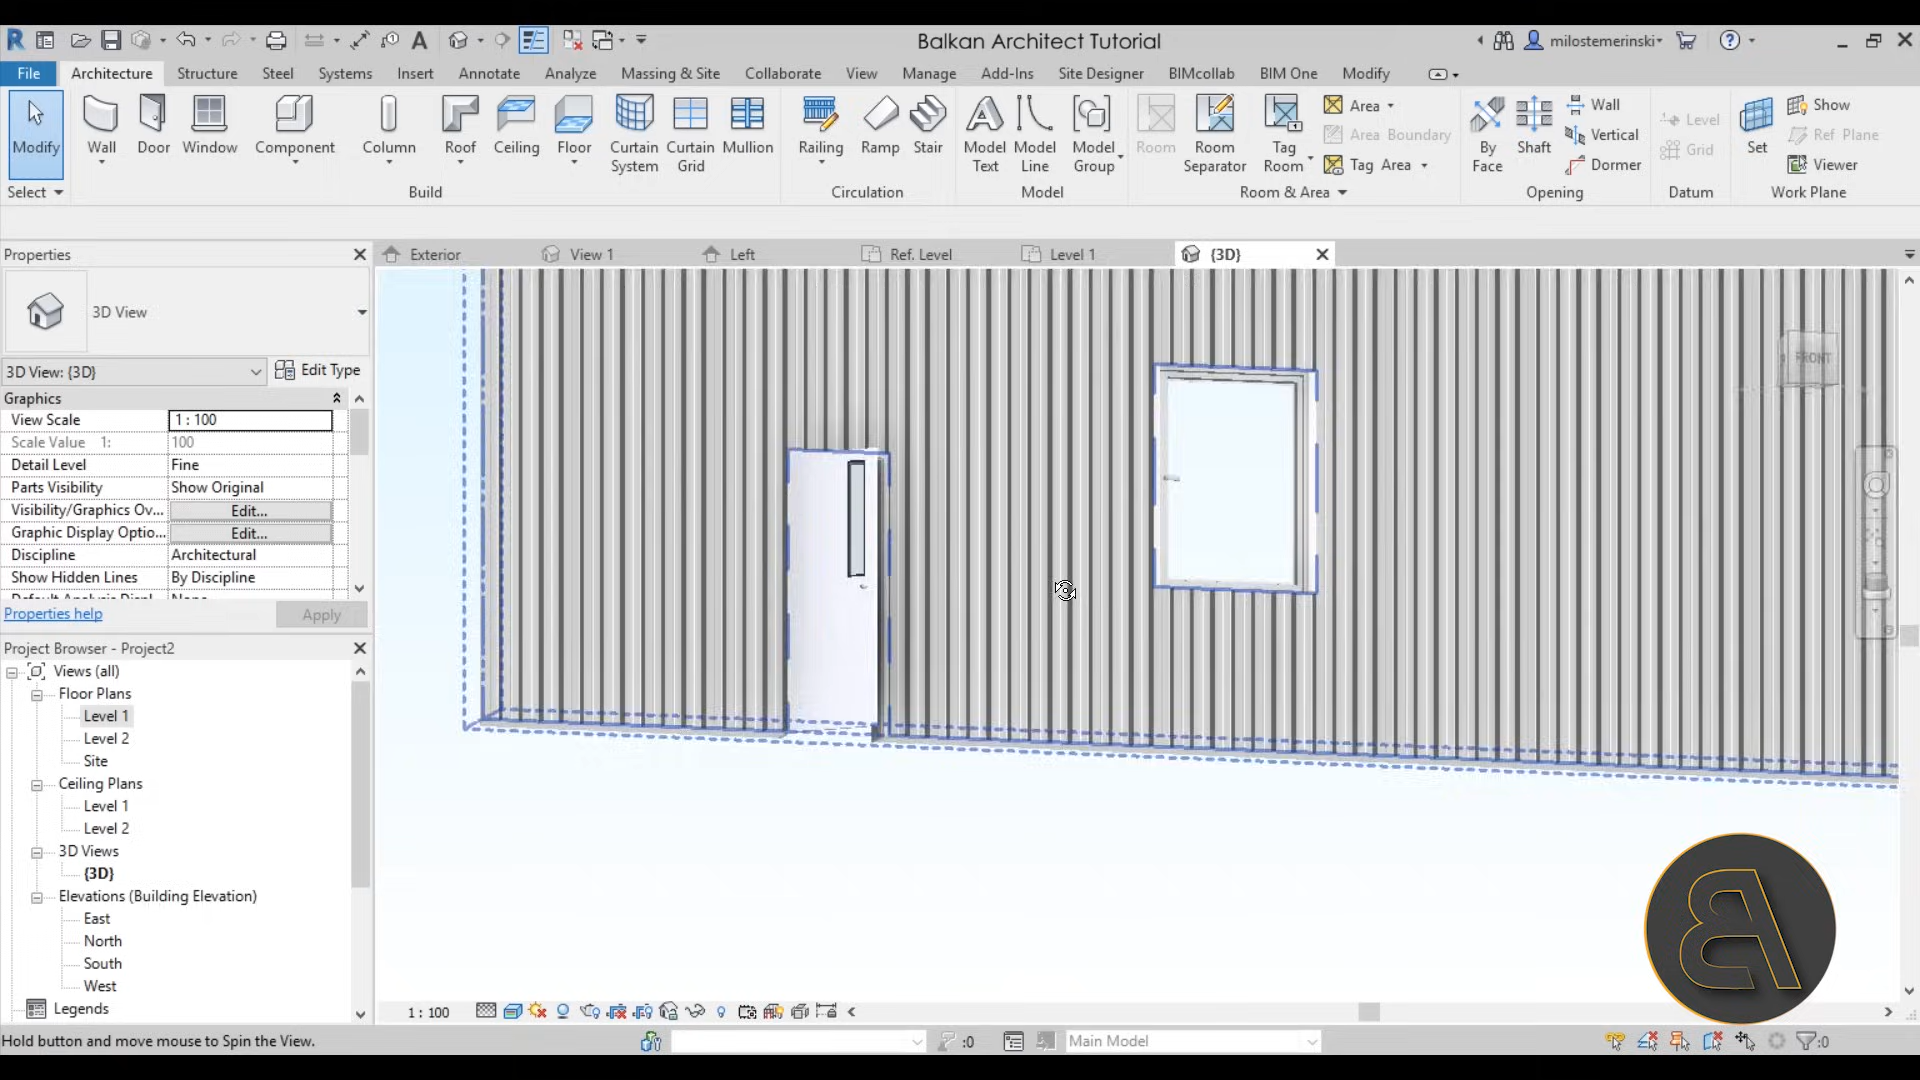 Balkan Architect Tutorial
milostemerinski
File
Architecture
Structure
Steel
Systems
Insert
Annotate
Analyze
Massing & Site
Collaborate
View
Manage
Add-Ins
Site Designer
BIMcollab
BIM One
Modify
Modify
Wall
Door
Window
Component
Column
Roof
Ceiling
Floor
Curtain
System
Curtain
Grid
Mullion
Railing
Ramp
Stair
Model
Text
Model
Line
Model
Group
Room
Room
Separator
Tag
Room
Area
Area Boundary
Tag Area
By
Face
Shaft
Wall
Vertical
Dormer
Level
Grid
Set
Show
Ref Plane
Viewer
Select
Build
Circulation
Model
Room & Area
Opening
Datum
Work Plane
Properties
Exterior
View 1
Left
Ref. Level
Level 1
{3D}
3D View
3D View: {3D}
Edit Type
Graphics
View Scale
1 : 100
Scale Value 1:
100
Detail Level
Fine
Parts Visibility
Show Original
Visibility/Graphics Ov...
Edit...
Graphic Display Optio...
Edit...
Discipline
Architectural
Show Hidden Lines
By Discipline
Properties help
Apply
Project Browser - Project2
Views (all)
Floor Plans
Level 1
Level 2
Site
Ceiling Plans
Level 1
Level 2
3D Views
{3D}
Elevations (Building Elevation)
East
North
South
West
Legends
FRONT
1 : 100
Hold button and move mouse to Spin the View.
:0
Main Model
:0